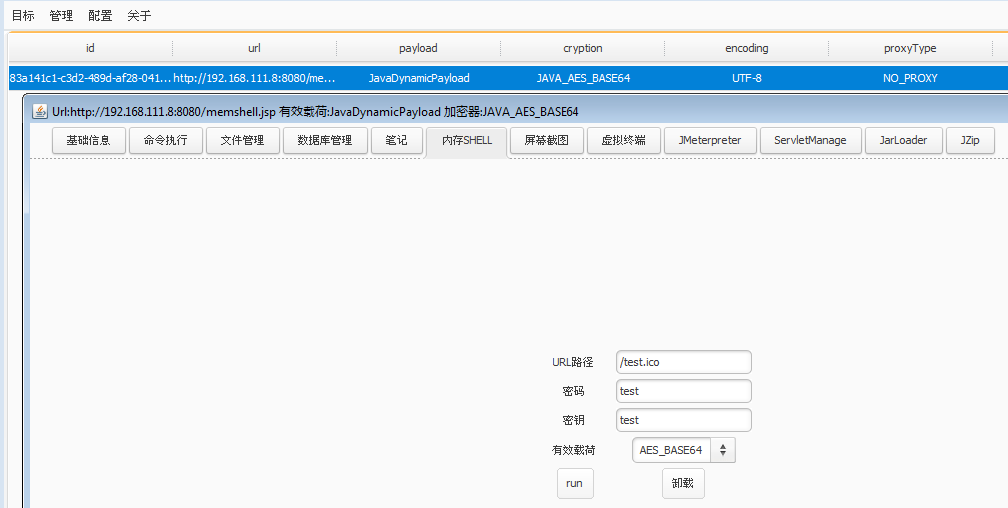 目标 管理 配置 关于
id url payload cryption encoding proxyType
83a141c1-c3d2-489d-af28-041... http://192.168.111.8:8080/me... JavaDynamicPayload JAVA_AES_BASE64 UTF-8 NO_PROXY
Url:http://192.168.111.8:8080/memshell.jsp 有效载荷:JavaDynamicPayload 加密器:JAVA_AES_BASE64
基础信息 命令执行 文件管理 数据库管理 笔记 内存SHELL 屏幕截图 虚拟终端 JMeterpreter ServletManage JarLoader JZip
URL路径 /test.ico
密码 test
密钥 test
有效载荷 AES_BASE64
run 卸载